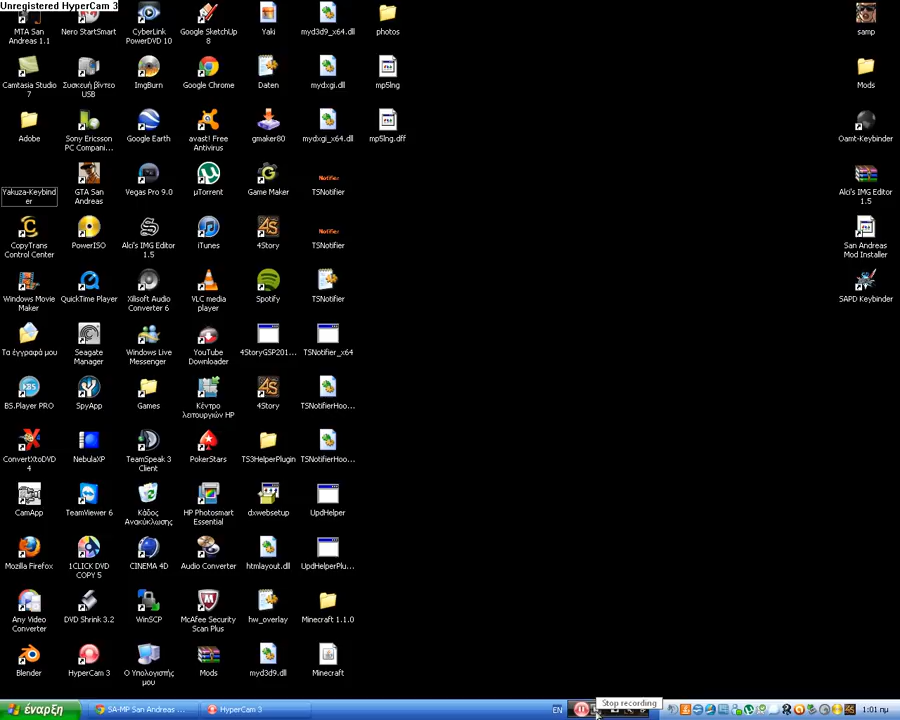 Unregistered HyperCam 3
MTA San
Andreas 1.1
Nero StartSmart
CyberLink
PowerDVD 10
Google SketchUp
8
Yaki
myd3d9_x64.dll
photos
samp
Camtasia Studio
7
Συσκευή βίντεο
USB
ImgBurn
Google Chrome
Daten
mydxgi.dll
mp5lng
Mods
Adobe
Sony Ericsson
PC Compani...
Google Earth
avast! Free
Antivirus
gmaker80
mydxgi_x64.dll
mp5lng.dff
Oamt-Keybinder
Yakuza-Keybind
er
GTA San
Andreas
Vegas Pro 9.0
µTorrent
Game Maker
Notifier
TSNotifier
Alci's IMG Editor
1.5
CopyTrans
Control Center
PowerISO
Alci's IMG Editor
1.5
iTunes
4Story
Notifier
TSNotifier
San Andreas
Mod Installer
Windows Movie
Maker
QuickTime Player
Xilisoft Audio
Converter 6
VLC media
player
Spotify
TSNotifier
SAPD Keybinder
Τα έγγραφά μου
Seagate
Manager
Windows Live
Messenger
YouTube
Downloader
4StoryGSP201...
TSNotifier_x64
BS.Player PRO
SpyApp
Games
Κέντρο
λειτουργιών HP
4Story
TSNotifierHoo...
ConvertXtoDVD
4
NebulaXP
TeamSpeak 3
Client
PokerStars
TS3HelperPlugin
TSNotifierHoo...
CamApp
TeamViewer 6
Κάδος
Ανακύκλωσης
HP Photosmart
Essential
dxwebsetup
UpdHelper
Mozilla Firefox
1CLICK DVD
COPY 5
CINEMA 4D
Audio Converter
htmlayout.dll
UpdHelperPlu...
Any Video
Converter
DVD Shrink 3.2
WinSCP
McAfee Security
Scan Plus
hw_overlay
Minecraft 1.1.0
Blender
HyperCam 3
Ο Υπολογιστής
μου
Mods
myd3d9.dll
Minecraft
Stop recording
έναρξη
SA-MP San Andreas ...
HyperCam 3
EN
1:01 πμ